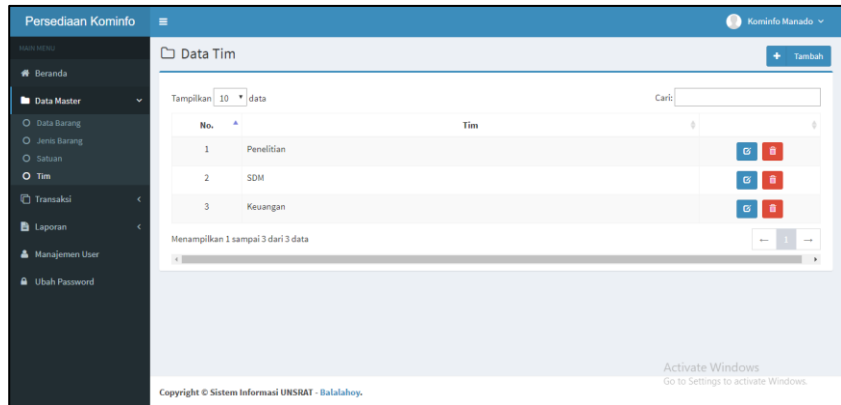 Persediaan Kominfo
Kominfo Manado
MAIN MENU
Beranda
Data Master
Data Barang
Jenis Barang
Satuan
Tim
Transaksi
Laporan
Manajemen User
Ubah Password
Data Tim
Tambah
Tampilkan 10 data
Cari:
No. Tim
1 Penelitian
2 SDM
3 Keuangan
Menampilkan 1 sampai 3 dari 3 data
← 1 →
Activate Windows
Go to Settings to activate Windows.
Copyright © Sistem Informasi UNSRAT - Balalahoy.